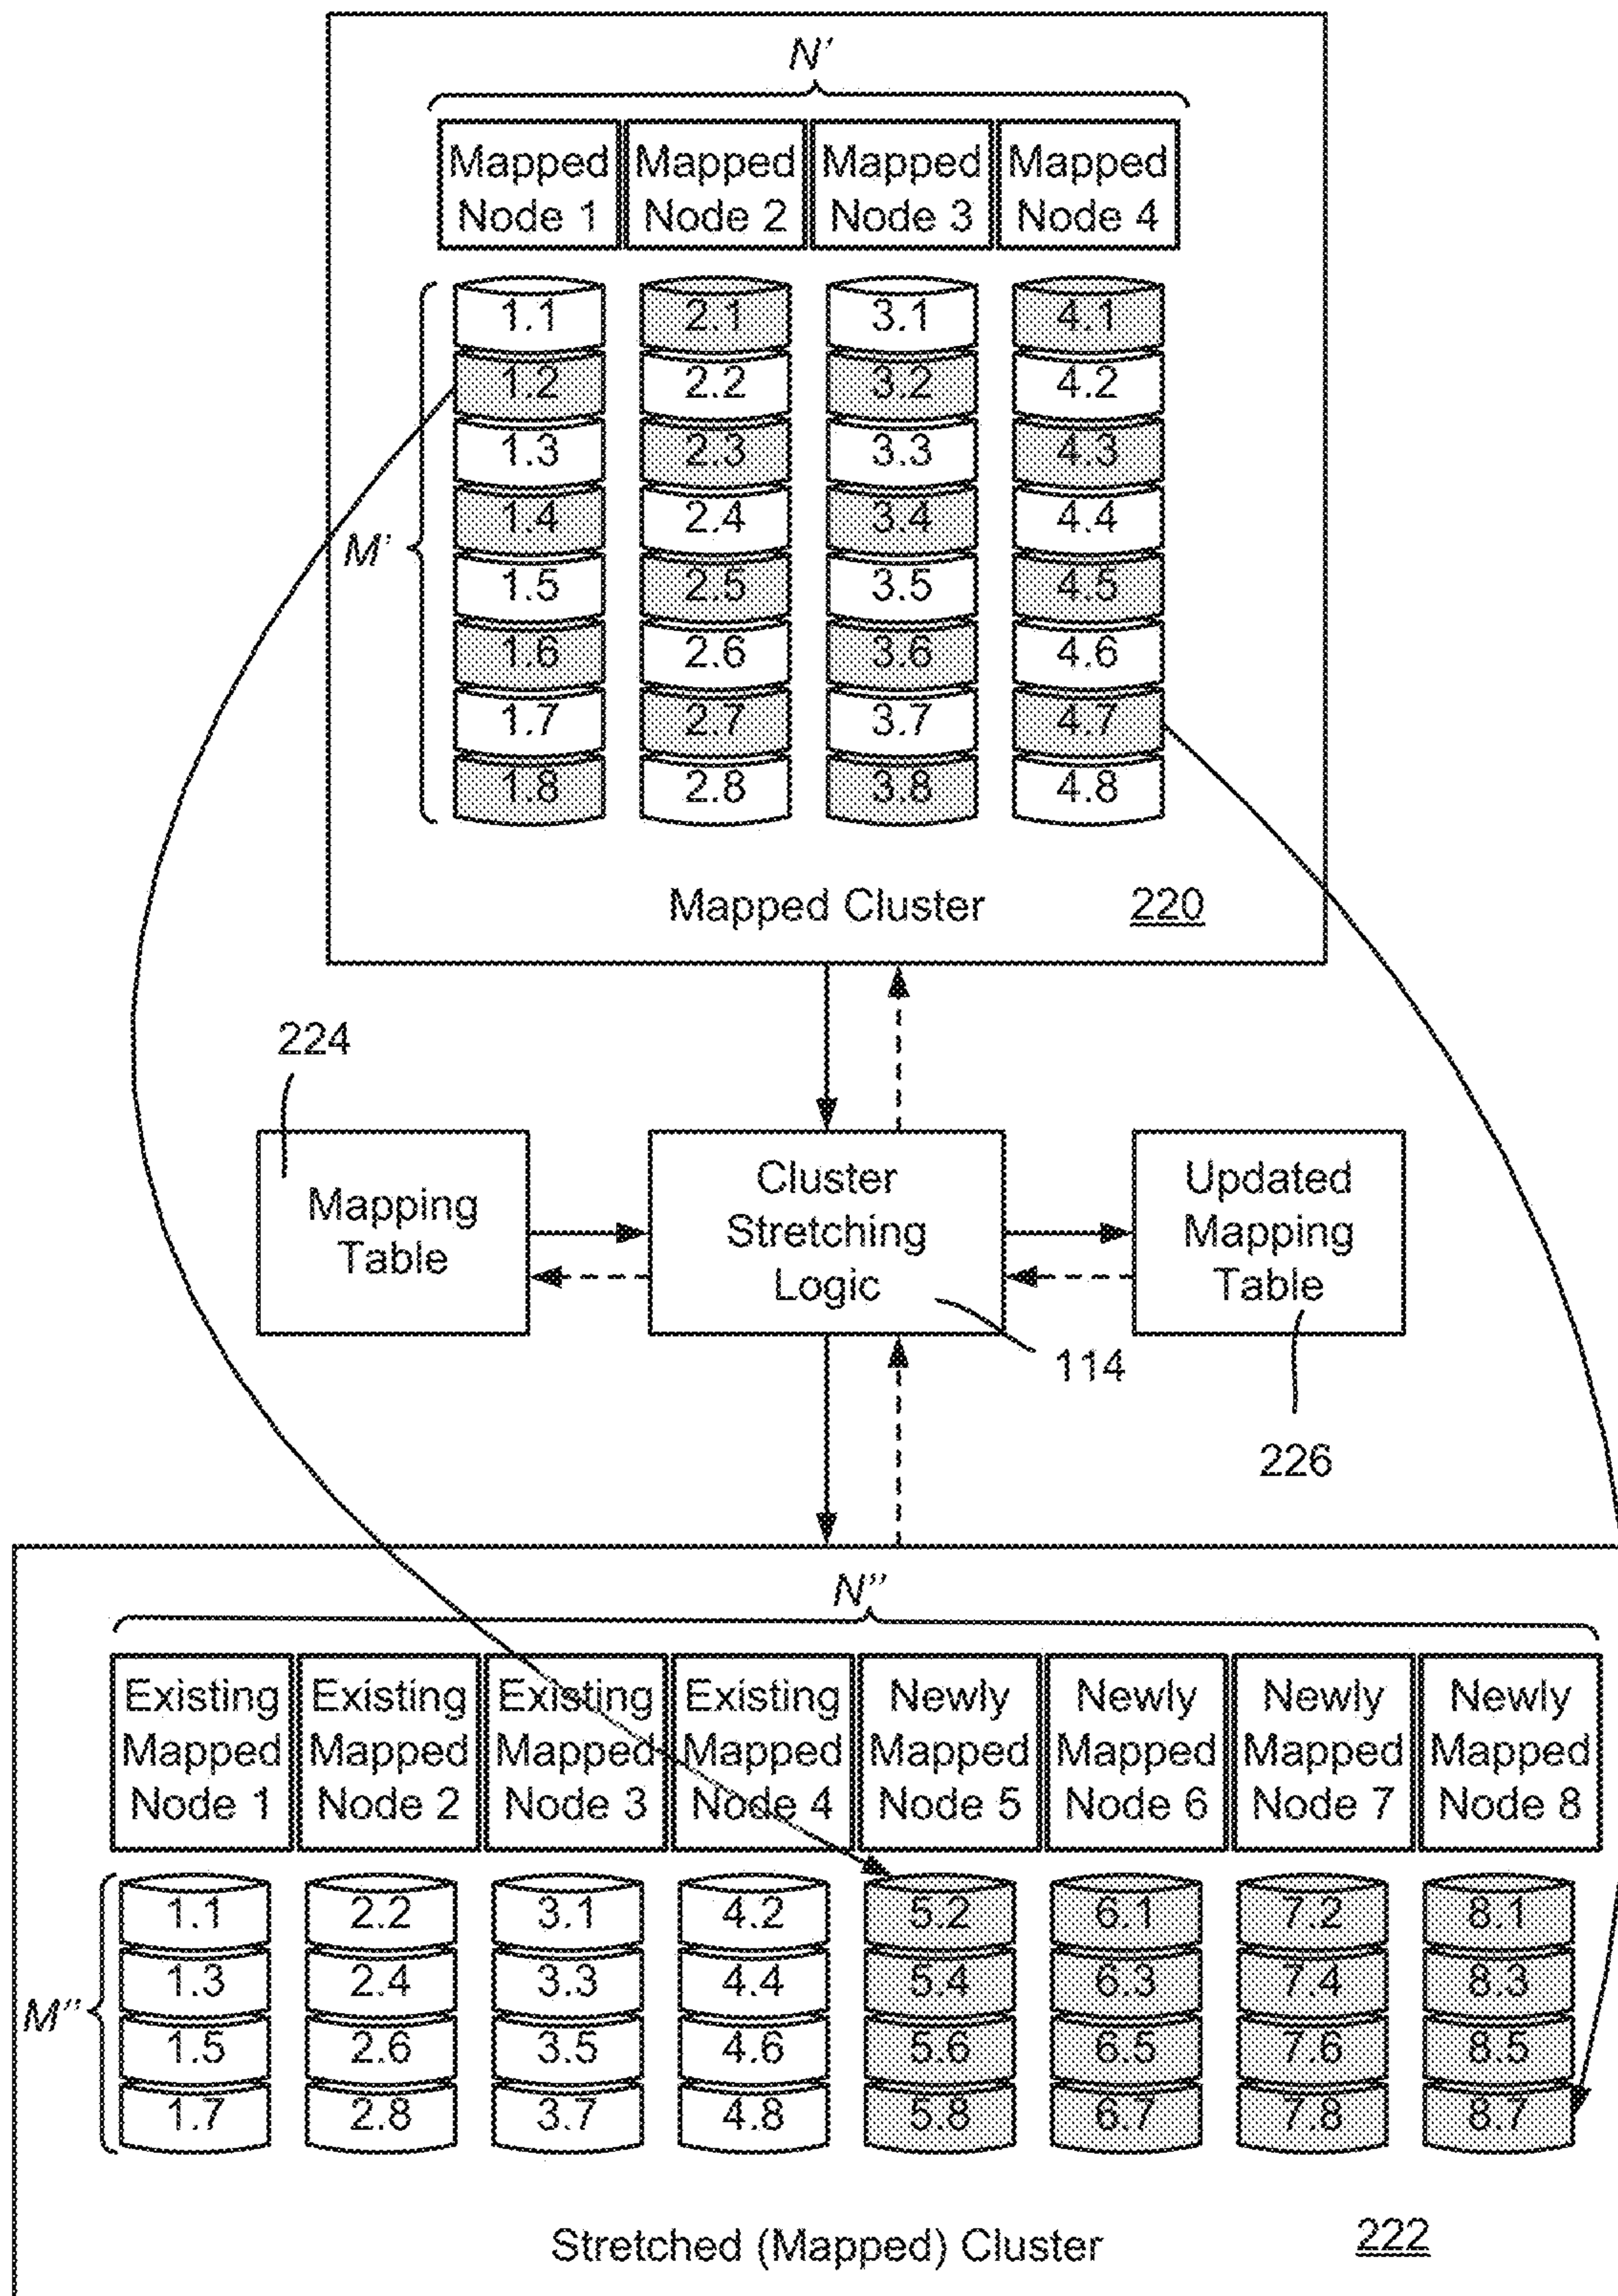 N'
Mapped Mapped Mapped Mapped
Node 1 Node 2 Node 3 Node 4
1.1 2.1 3.1 4.1
1.2 2.2 3.2 4.2
1.3 2.3 3.3 4.3
1.4 2.4 3.4 4.4
M'
1.5 2.5 3.5 4.5
1.6 2.6 3.6 4.6
1.7 2.7 3.7 4.7
1.8 2.8 3.8 4.8
Mapped Cluster 220
224
Mapping
Table
Cluster
Stretching
Logic
Updated
Mapping
Table
114
226
N''
Existing Existing Existing Existing Newly Newly Newly Newly
Mapped Mapped Mapped Mapped Mapped Mapped Mapped Mapped
Node 1 Node 2 Node 3 Node 4 Node 5 Node 6 Node 7 Node 8
1.1 2.2 3.1 4.2 5.2 6.1 7.2 8.1
1.3 2.4 3.3 4.4 5.4 6.3 7.4 8.3
M''
1.5 2.6 3.5 4.6 5.6 6.5 7.6 8.5
1.7 2.8 3.7 4.8 5.8 6.7 7.8 8.7
Stretched (Mapped) Cluster 222